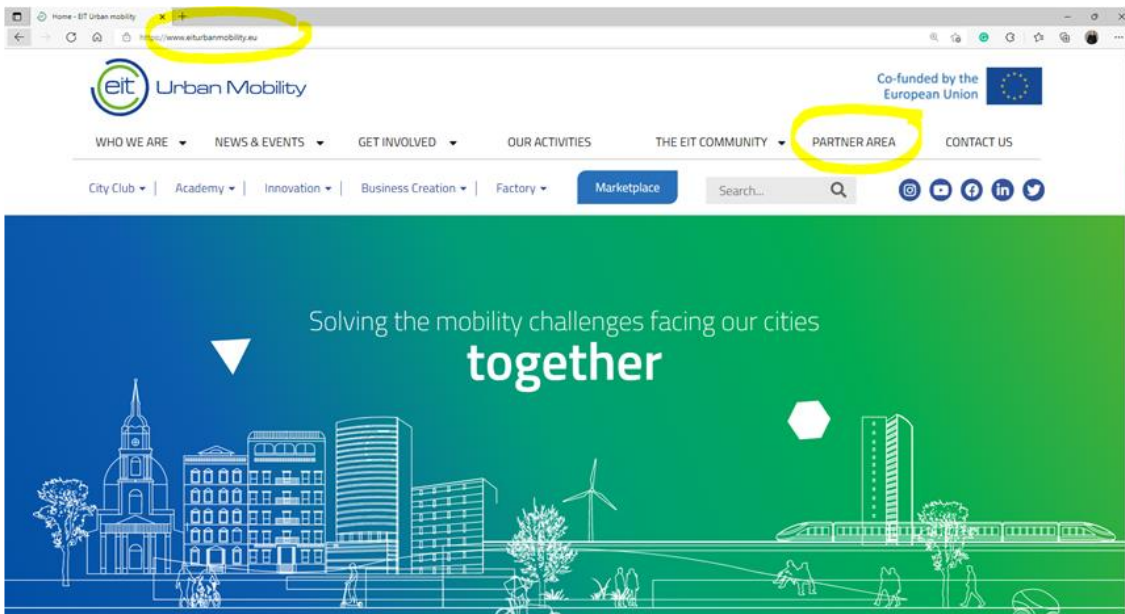 Home - EIT Urban mobility
https://www.eiturbanmobility.eu
eit Urban Mobility
Co-funded by the
European Union
WHO WE ARE NEWS & EVENTS GET INVOLVED OUR ACTIVITIES THE EIT COMMUNITY PARTNER AREA CONTACT US
City Club | Academy | Innovation | Business Creation | Factory Marketplace Search...
Solving the mobility challenges facing our cities
together